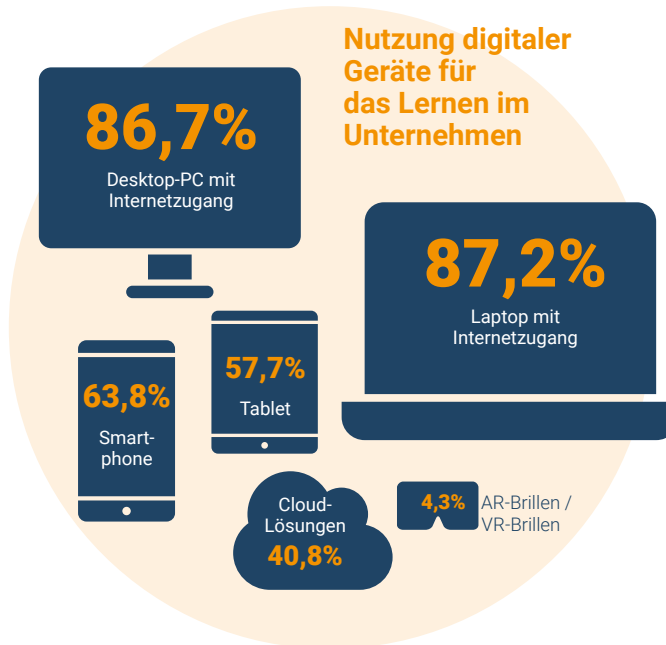 Nutzung digitaler
Geräte für
das Lernen im
Unternehmen
86,7%
Desktop-PC mit
Internetzugang
87,2%
Laptop mit
Internetzugang
57,7%
Tablet
63,8%
Smart-
phone
Cloud-
Lösungen
40,8%
4,3%
AR-Brillen /
VR-Brillen